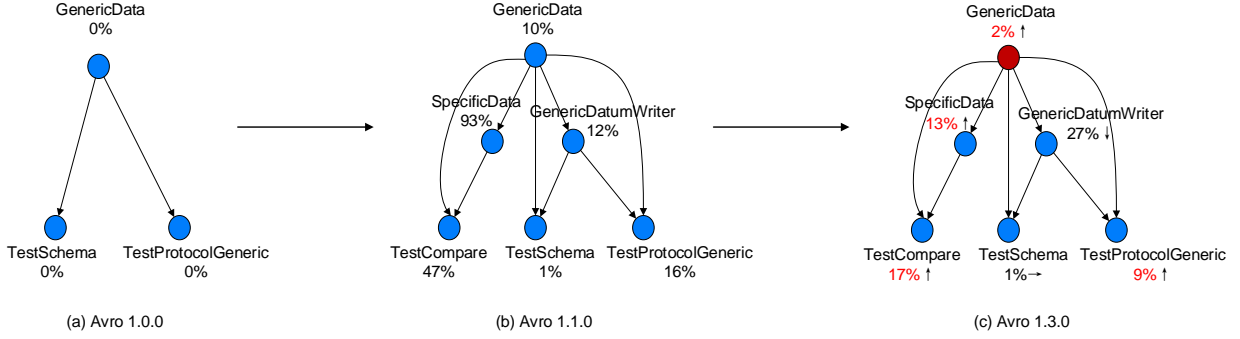 GenericData
0%
TestSchema
0%
TestProtocolGeneric
0%
(a) Avro 1.0.0
GenericData
10%
SpecificData
93%
GenericDatumWriter
12%
TestCompare
47%
TestSchema
1%
TestProtocolGeneric
16%
(b) Avro 1.1.0
GenericData
2% ↑
SpecificData
13% ↑
GenericDatumWriter
27% ↓
TestCompare
17% ↑
TestSchema
1% →
TestProtocolGeneric
9% ↑
(c) Avro 1.3.0